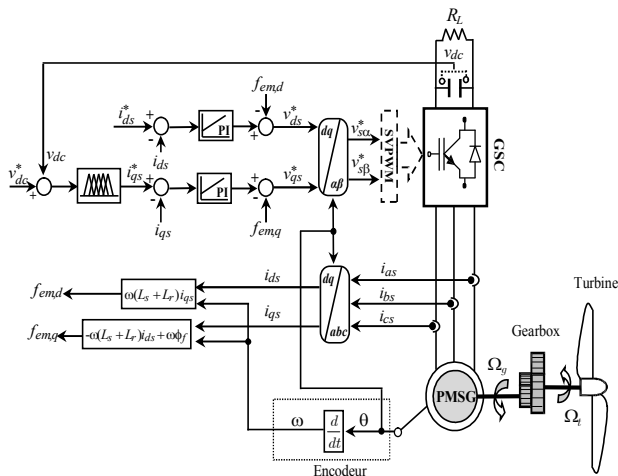 R_L
v_dc
f_em,d
i*_ds
+
-
PI
+
-
v*_ds
dq
v*_sα
SVPWM
GSC
v_dc
i_ds
v*_dc
+
i*_qs
+
-
PI
+
-
v*_qs
αβ
v*_sβ
i_qs
f_em,q
f_em,d
ω(L_s + L_r)i_qs
i_ds
dq
i_as
Turbine
i_bs
f_em,q
-ω(L_s + L_r)i_ds + ωϕ_f
i_qs
abc
i_cs
Gearbox
Ω_g
PMSG
Ω_t
ω
d
dt
θ
Encodeur